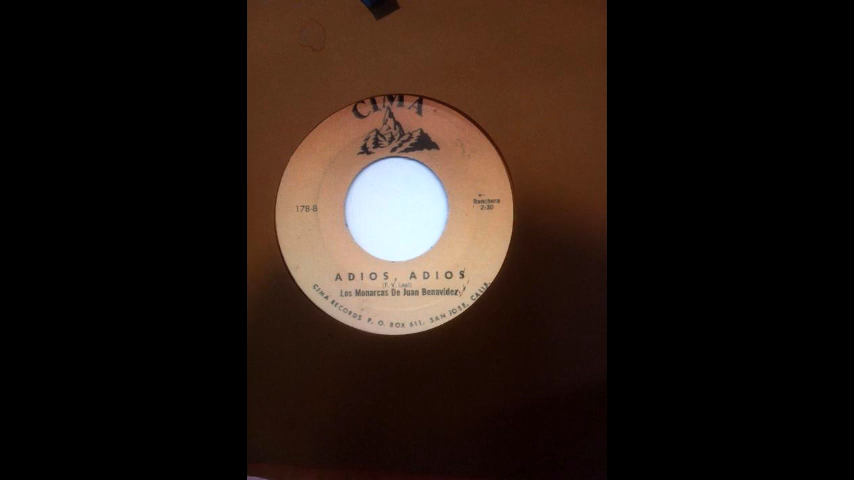 CIMA
178-B
Ranchera
2:30
ADIOS, ADIOS
(F. V. Leal)
Los Monarcas De Juan Benavidez
CIMA RECORDS P. O. BOX 611, SAN JOSE, CALIF.